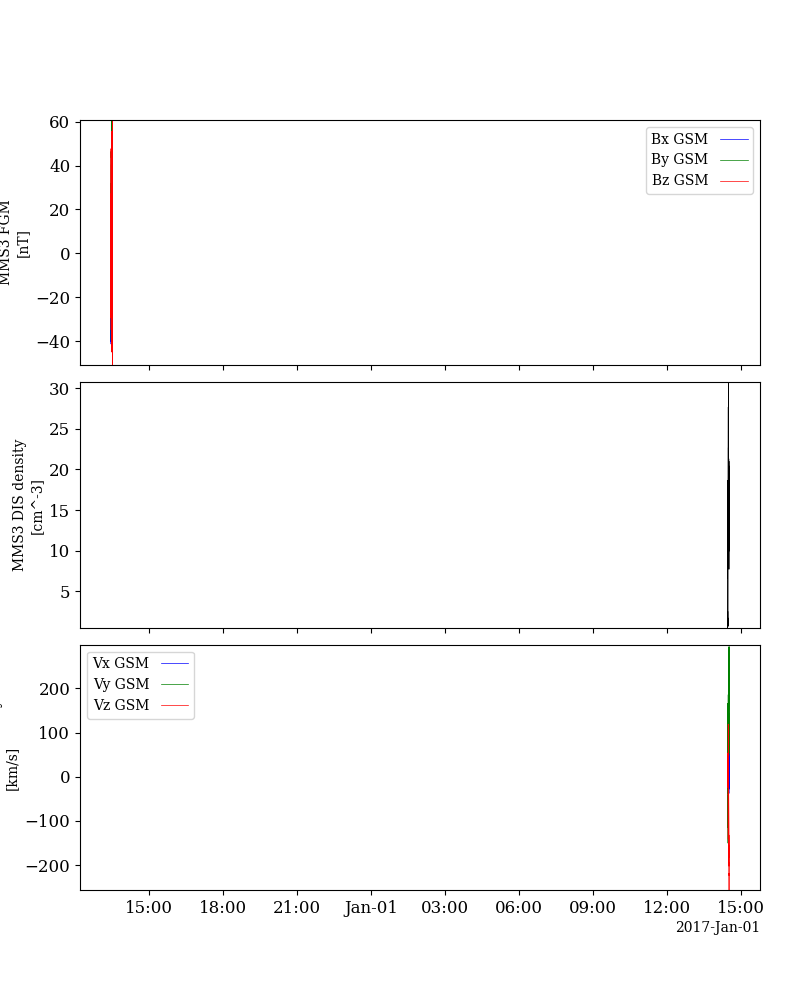 60
40
20
0
−20
−40
MMS3 FGM
[nT]
Bx GSM
By GSM
Bz GSM
30
25
20
15
10
5
MMS3 DIS density
[cm^-3]
200
100
0
−100
−200
[km/s]
Vx GSM
Vy GSM
Vz GSM
15:00 18:00 21:00 Jan-01 03:00 06:00 09:00 12:00 15:00
2017-Jan-01